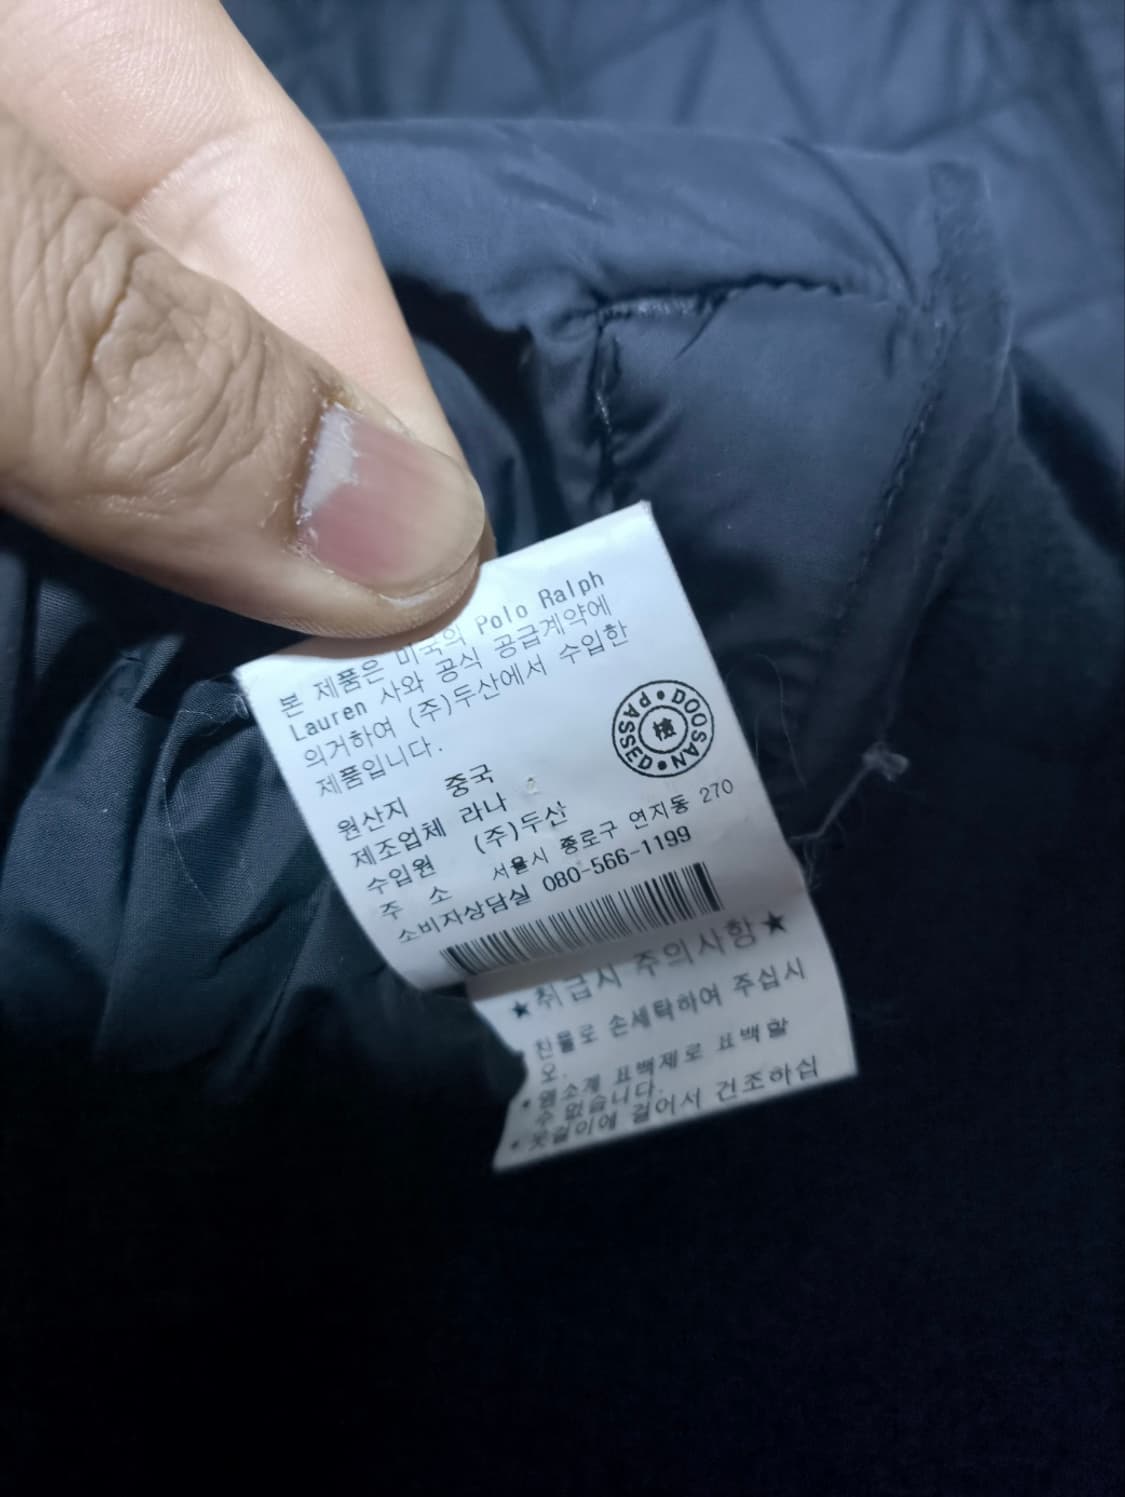 본 제품은 미국의 Polo Ralph
Lauren 사와 공식 공급계약에
의거하여 (주)두산에서 수입한
제품입니다.
DOOSAN • PASSED •
檢
원산지 중국
제조업체 라나
수입원 (주)두산
주 소 서울시 종로구 연지동 270
소비자상담실 080-566-1199
★취급시 주의사항★
손세탁하여 주십시
오.
표백제로 표백할
수 없습니다.
* 옷걸이에 걸어서 건조하십